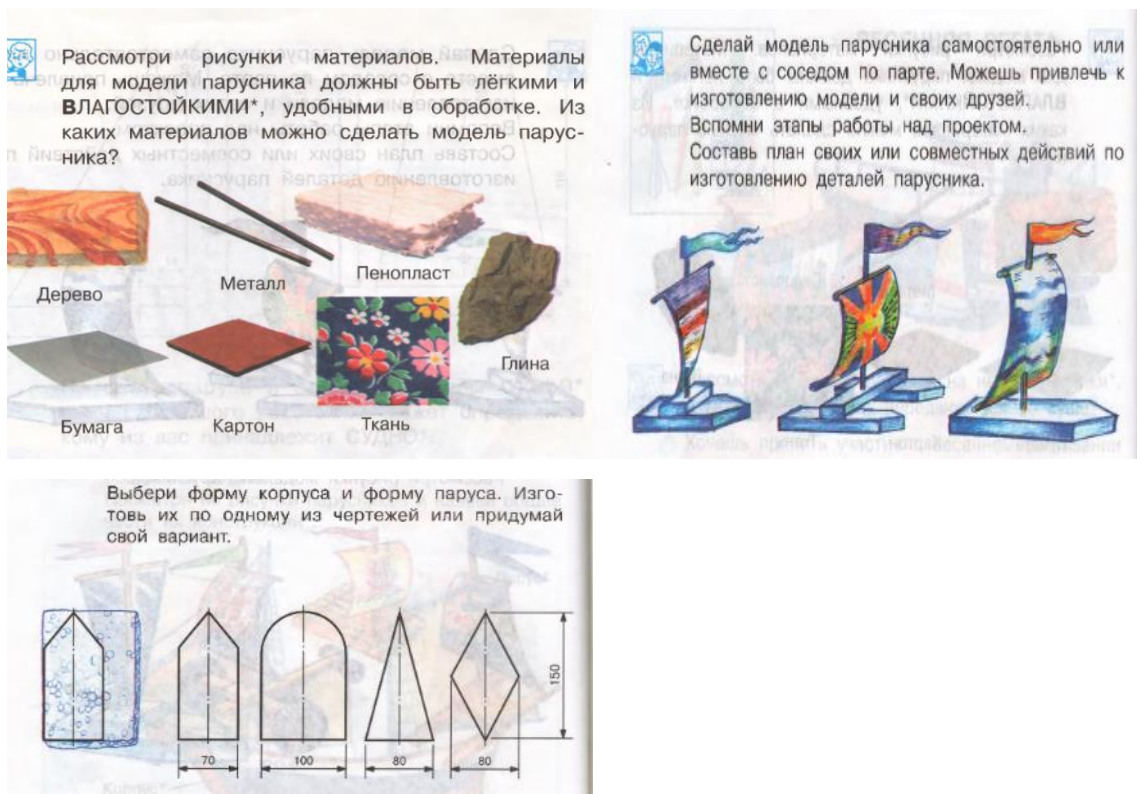 Рассмотри рисунки материалов. Материалы
для модели парусника должны быть лёгкими и
ВЛАГОСТОЙКИМИ*, удобными в обработке. Из
каких материалов можно сделать модель парус-
ника?
Дерево
Металл
Пенопласт
Глина
Бумага
Картон
Ткань
Сделай модель парусника самостоятельно или
вместе с соседом по парте. Можешь привлечь к
изготовлению модели и своих друзей.
Вспомни этапы работы над проектом.
Составь план своих или совместных действий по
изготовлению деталей парусника.
Выбери форму корпуса и форму паруса. Изго-
товь их по одному из чертежей или придумай
свой вариант.
150
70
100
80
80